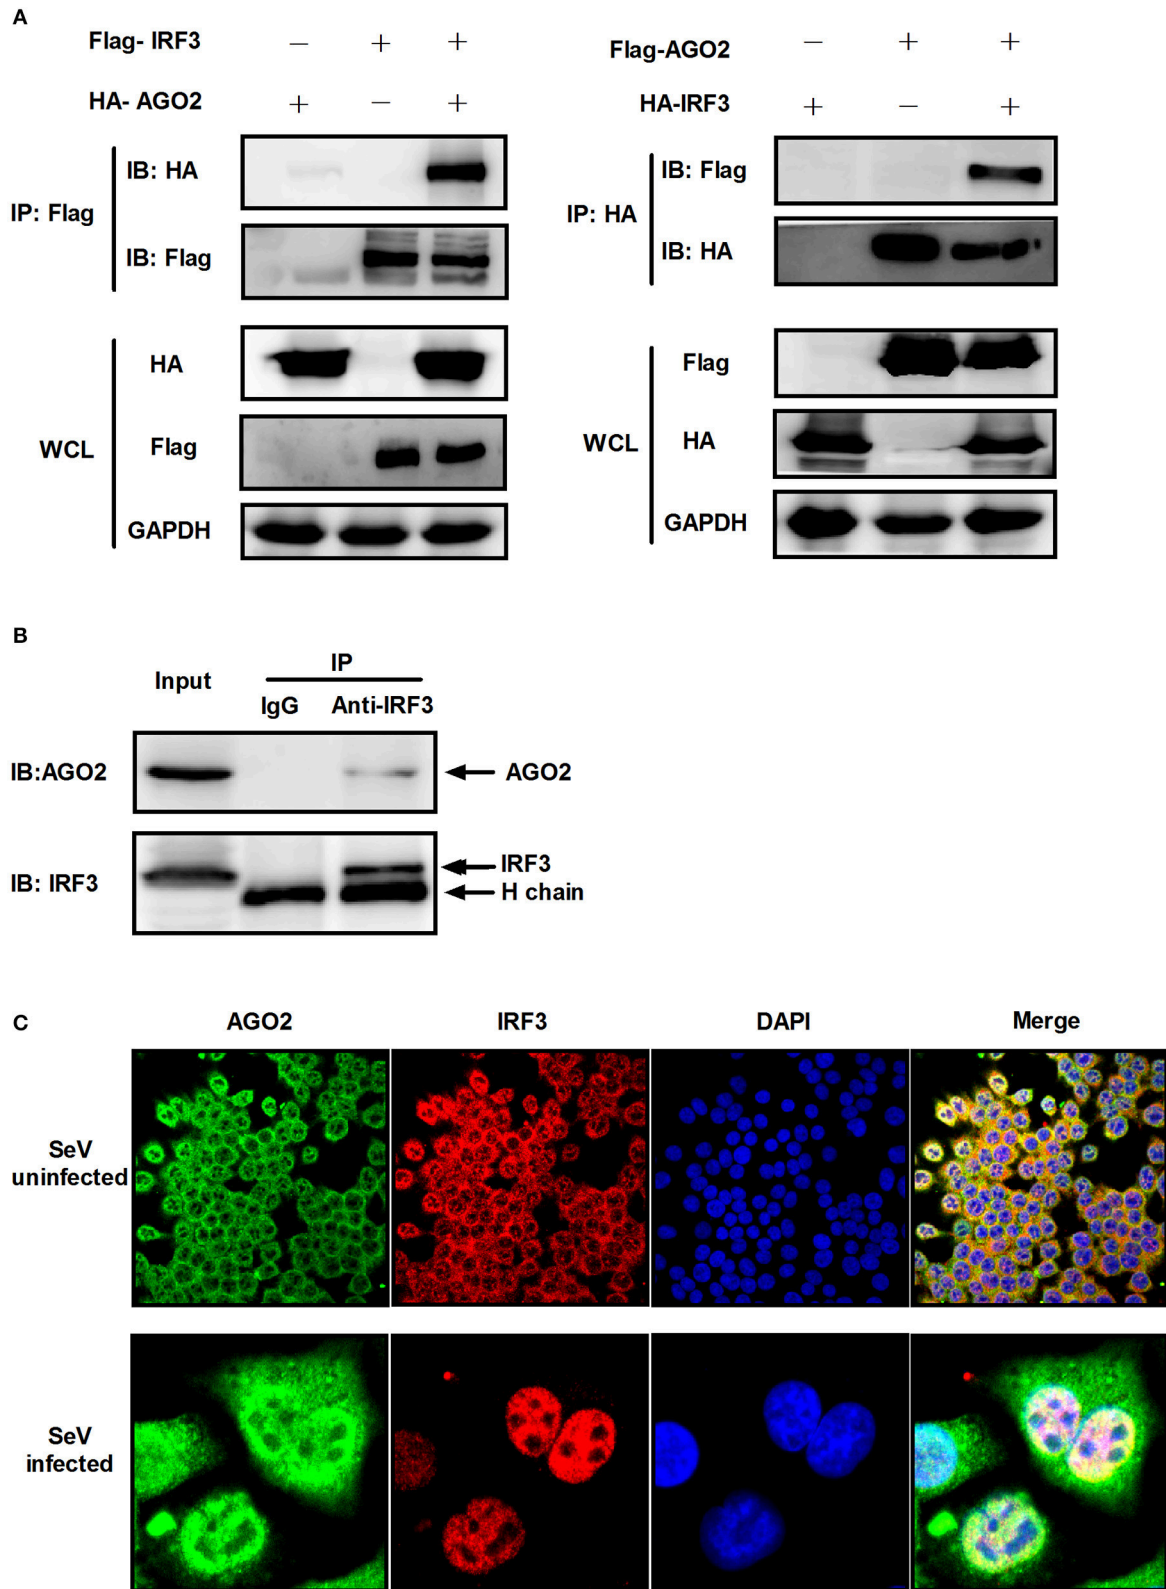 A
Flag- IRF3 − + +
HA- AGO2 + − +
IP: Flag
IB: HA
IB: Flag
WCL
HA
Flag
GAPDH
Flag-AGO2 − + +
HA-IRF3 + − +
IP: HA
IB: Flag
IB: HA
WCL
Flag
HA
GAPDH
B
Input
IP
IgG Anti-IRF3
IB:AGO2
AGO2
IB: IRF3
IRF3
H chain
C
AGO2 IRF3 DAPI Merge
SeV
uninfected
SeV
infected